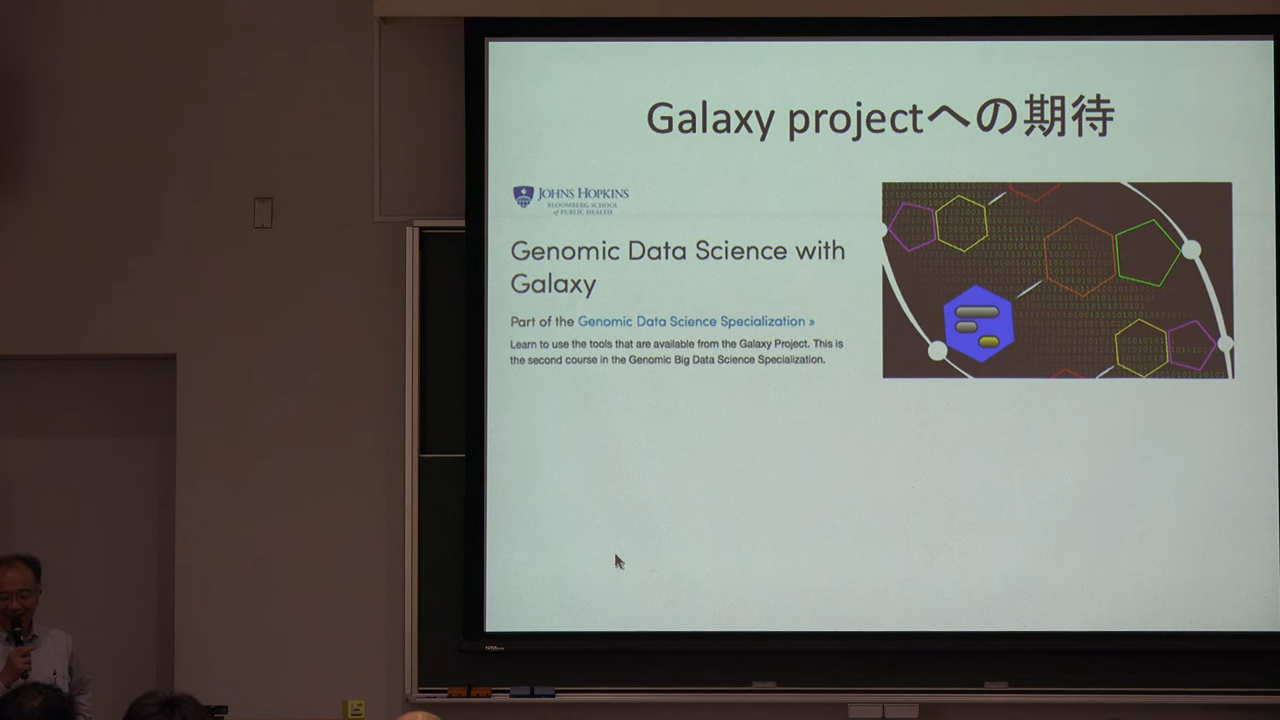 Galaxy projectへの期待
JOHNS HOPKINS
BLOOMBERG SCHOOL
of PUBLIC HEALTH
Genomic Data Science with
Galaxy
Part of the Genomic Data Science Specialization »
Learn to use the tools that are available from the Galaxy Project. This is
the second course in the Genomic Big Data Science Specialization.